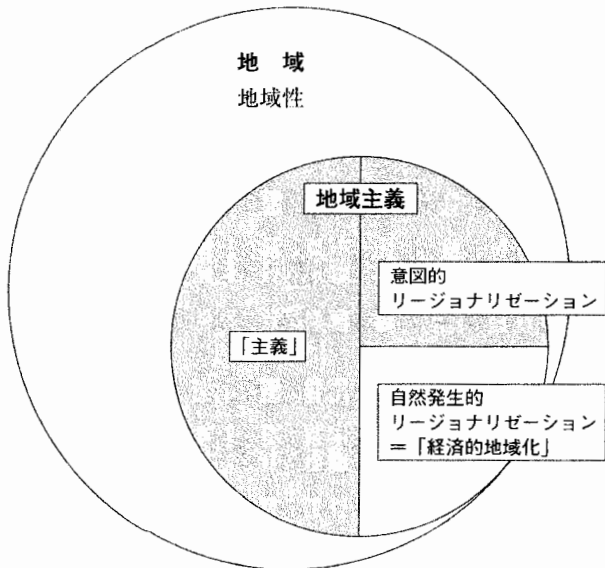 地　域
地域性
地域主義
意図的
リージョナリゼーション
「主義」
自然発生的
リージョナリゼーション
＝「経済的地域化」